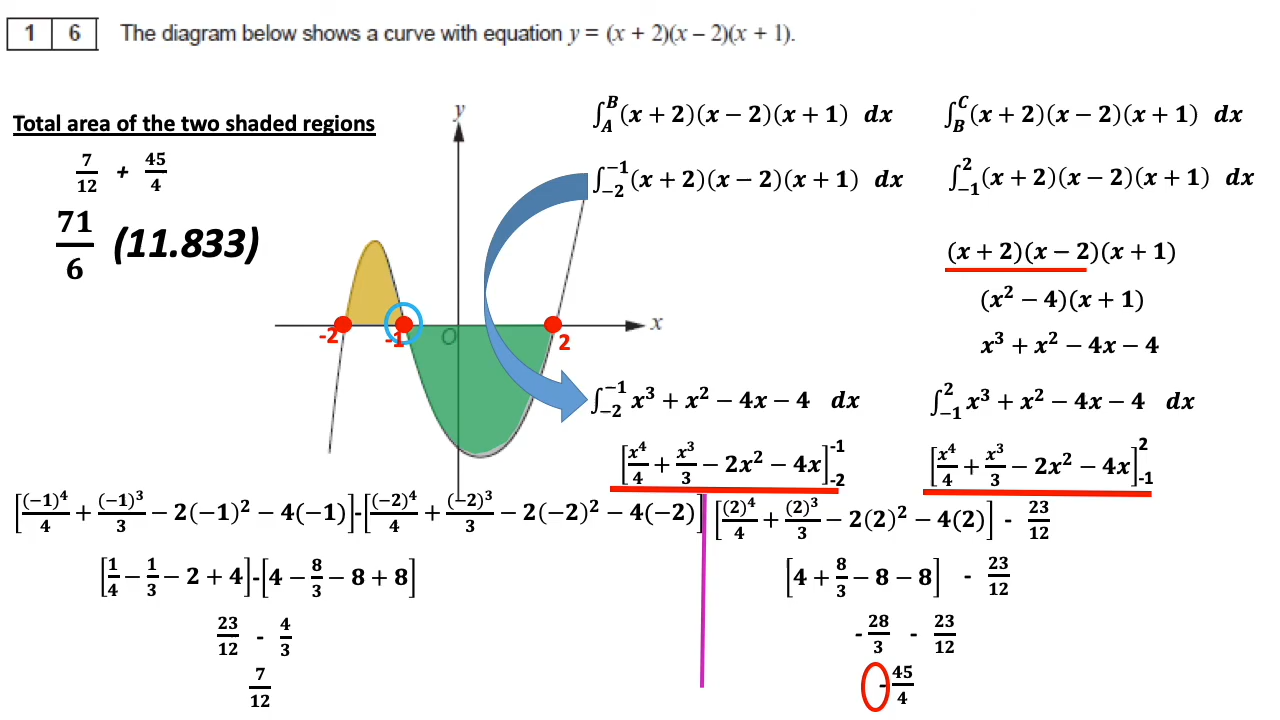 1 6 The diagram below shows a curve with equation y = (x + 2)(x − 2)(x + 1).
Total area of the two shaded regions
7/12 + 45/4
71/6 (11.833)
y
x
O
-2
-1
2
∫_A^B (x + 2)(x − 2)(x + 1) dx
∫_−2^−1 (x + 2)(x − 2)(x + 1) dx
∫_−2^−1 x³ + x² − 4x − 4 dx
[x⁴/4 + x³/3 − 2x² − 4x]_-2^-1
[(−1)⁴/4 + (−1)³/3 − 2(−1)² − 4(−1)]-[(−2)⁴/4 + (−2)³/3 − 2(−2)² − 4(−2)]
[1/4 − 1/3 − 2 + 4]-[4 − 8/3 − 8 + 8]
23/12 - 4/3
7/12
∫_B^C (x + 2)(x − 2)(x + 1) dx
∫_−1^2 (x + 2)(x − 2)(x + 1) dx
(x + 2)(x − 2)(x + 1)
(x² − 4)(x + 1)
x³ + x² − 4x − 4
∫_−1^2 x³ + x² − 4x − 4 dx
[x⁴/4 + x³/3 − 2x² − 4x]_-1^2
[(2)⁴/4 + (2)³/3 − 2(2)² − 4(2)] - 23/12
[4 + 8/3 − 8 − 8] - 23/12
- 28/3 - 23/12
- 45/4